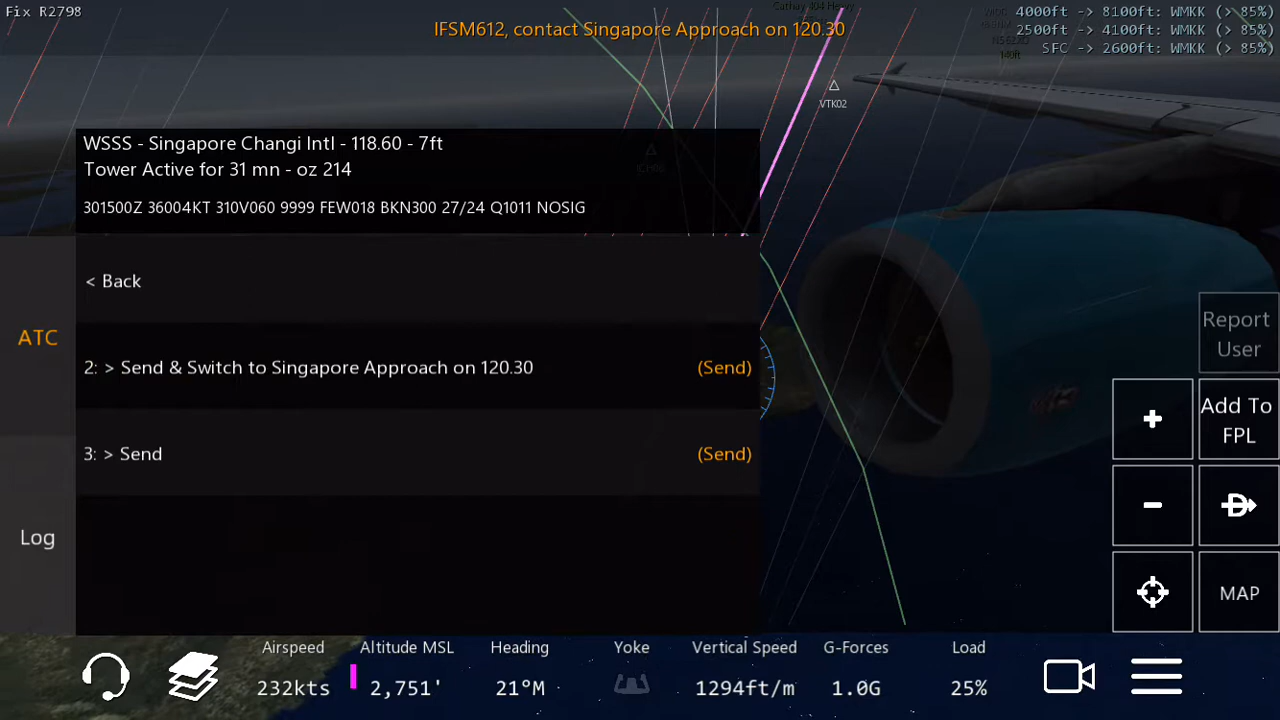 Fix R2798
Cathay 404 Heavy
IFSM612, contact Singapore Approach on 120.30
4000ft -> 8100ft: WMKK (> 85%)
2500ft -> 4100ft: WMKK (> 85%)
SFC -> 2600ft: WMKK (> 85%)
140ft
VTK02
WSSS - Singapore Changi Intl - 118.60 - 7ft
Tower Active for 31 mn - oz 214
301500Z 36004KT 310V060 9999 FEW018 BKN300 27/24 Q1011 NOSIG
< Back
ATC
2: > Send & Switch to Singapore Approach on 120.30 (Send)
3: > Send (Send)
Log
Report
User
+
Add To
FPL
-
D
MAP
Airspeed
232kts
Altitude MSL
2,751'
Heading
21°M
Yoke
Vertical Speed
1294ft/m
G-Forces
1.0G
Load
25%